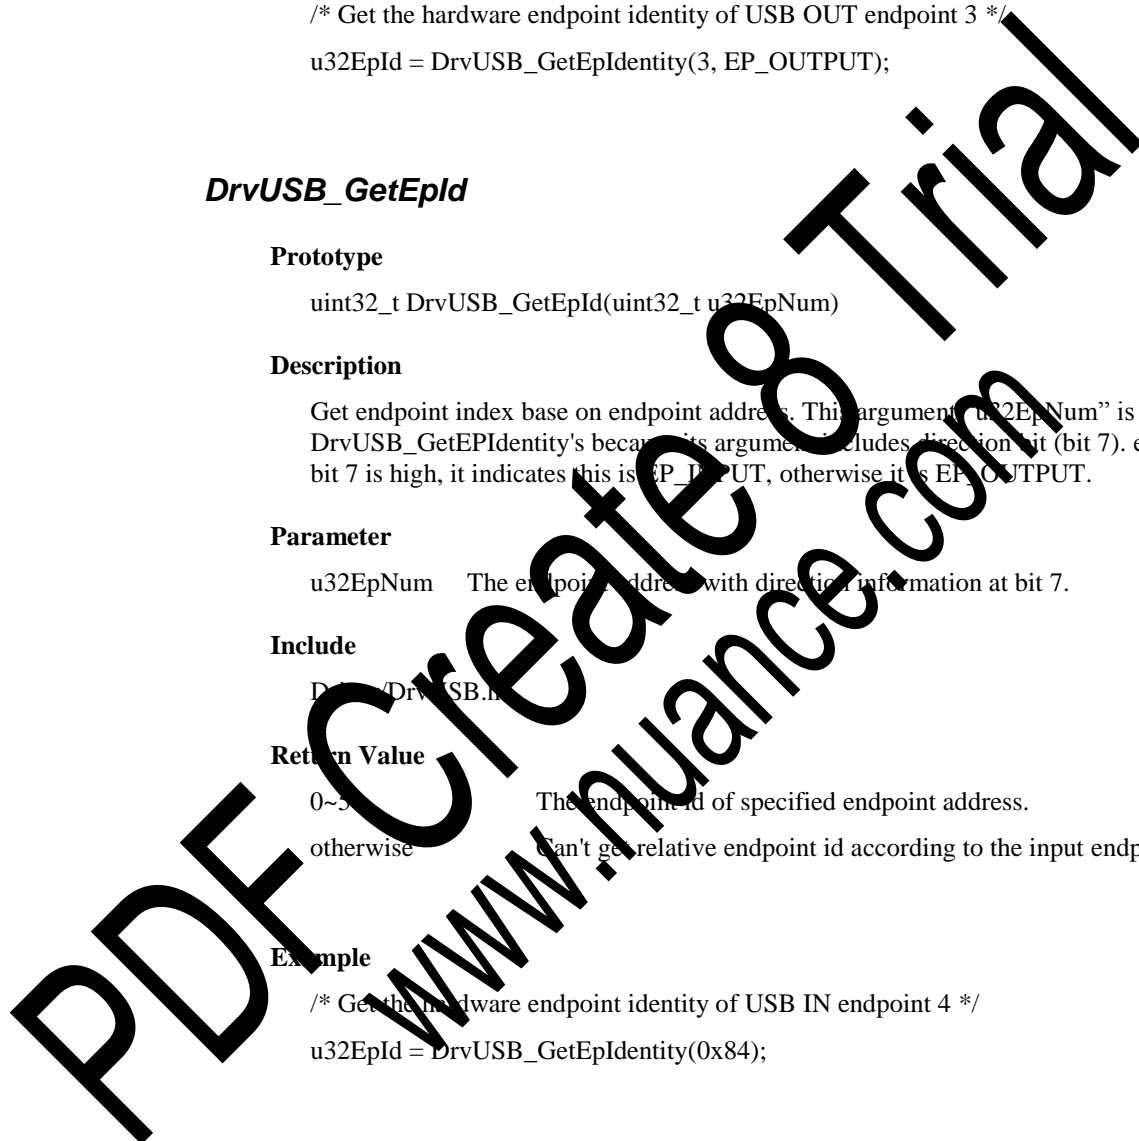 /* Get the hardware endpoint identity of USB OUT endpoint 3 */
u32EpId = DrvUSB_GetEpIdentity(3, EP_OUTPUT);
DrvUSB_GetEpId
Prototype
uint32_t DrvUSB_GetEpId(uint32_t u32EpNum)
Description
Get endpoint index base on endpoint address. This argument “u32EpNum” is
DrvUSB_GetEPIdentity's because its argument includes direction bit (bit 7).
bit 7 is high, it indicates this is EP_INPUT, otherwise it is EP_OUTPUT.
Parameter
u32EpNum The endpoint address with direction information at bit 7.
Include
Driver/DrvUSB.h
Return Value
0~5 The endpoint id of specified endpoint address.
otherwise Can't get relative endpoint id according to the input
Example
/* Get the hardware endpoint identity of USB IN endpoint 4 */
u32EpId = DrvUSB_GetEpIdentity(0x84);
PDF Create 8 Trial
www.nuance.com